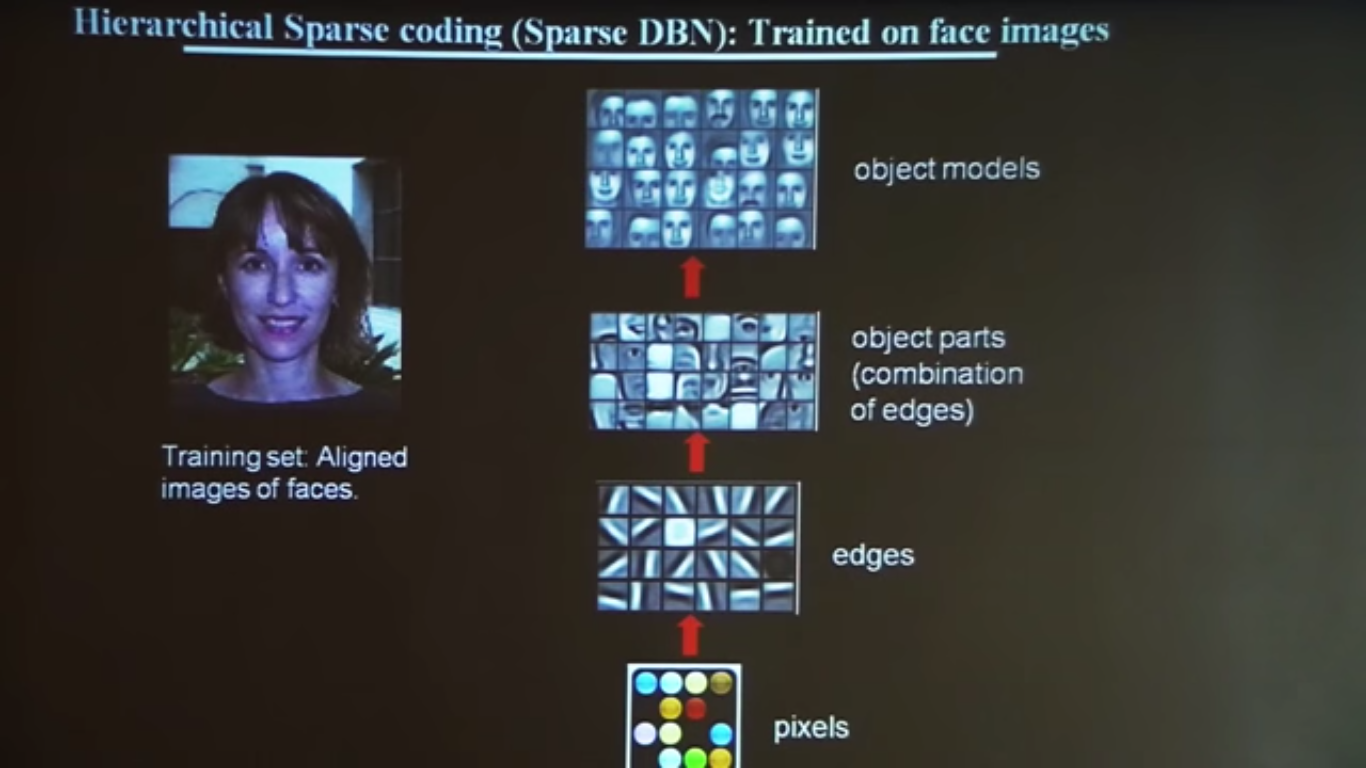 Hierarchical Sparse coding (Sparse DBN): Trained on face images
object models
object parts
(combination
of edges)
Training set: Aligned
images of faces.
edges
pixels